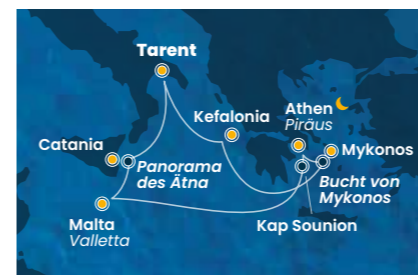 Tarent
Kefalonia
Athen
Piräus
Mykonos
Catania
Panorama
des Ätna
Bucht von
Mykonos
Malta
Valletta
Kap Sounion